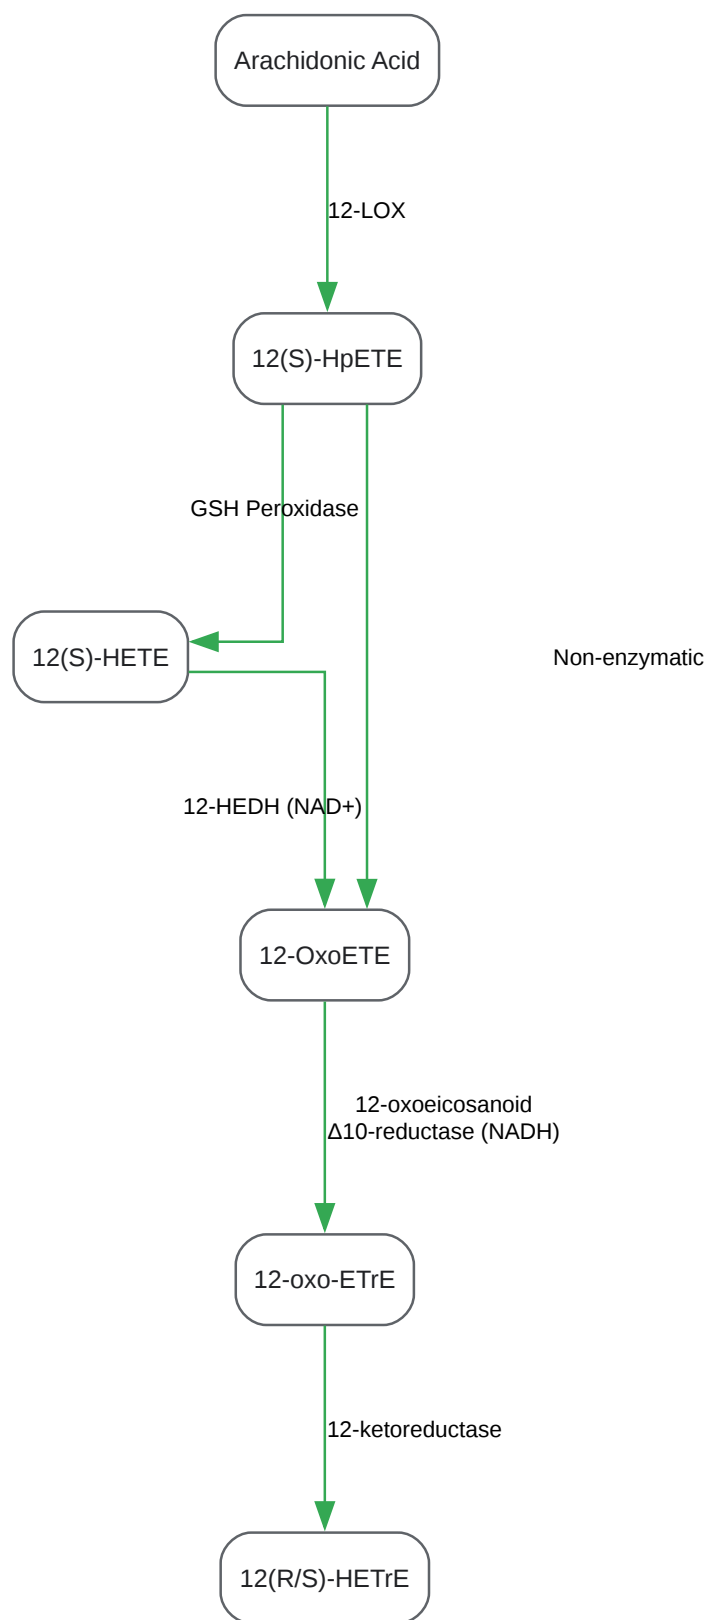 Arachidonic Acid
12-LOX
12(S)-HpETE
GSH Peroxidase
12(S)-HETE
Non-enzymatic
12-HEDH (NAD+)
12-OxoETE
12-oxoeicosanoid
Δ10-reductase (NADH)
12-oxo-ETrE
12-ketoreductase
12(R/S)-HETrE